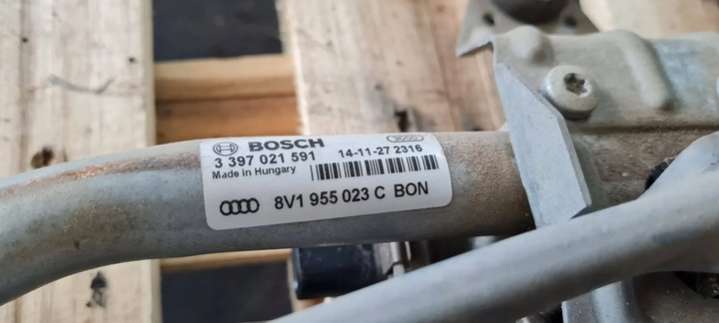 BOSCH
3 397 021 591 14-11-27 2316
Made in Hungary
8V1 955 023 C BON